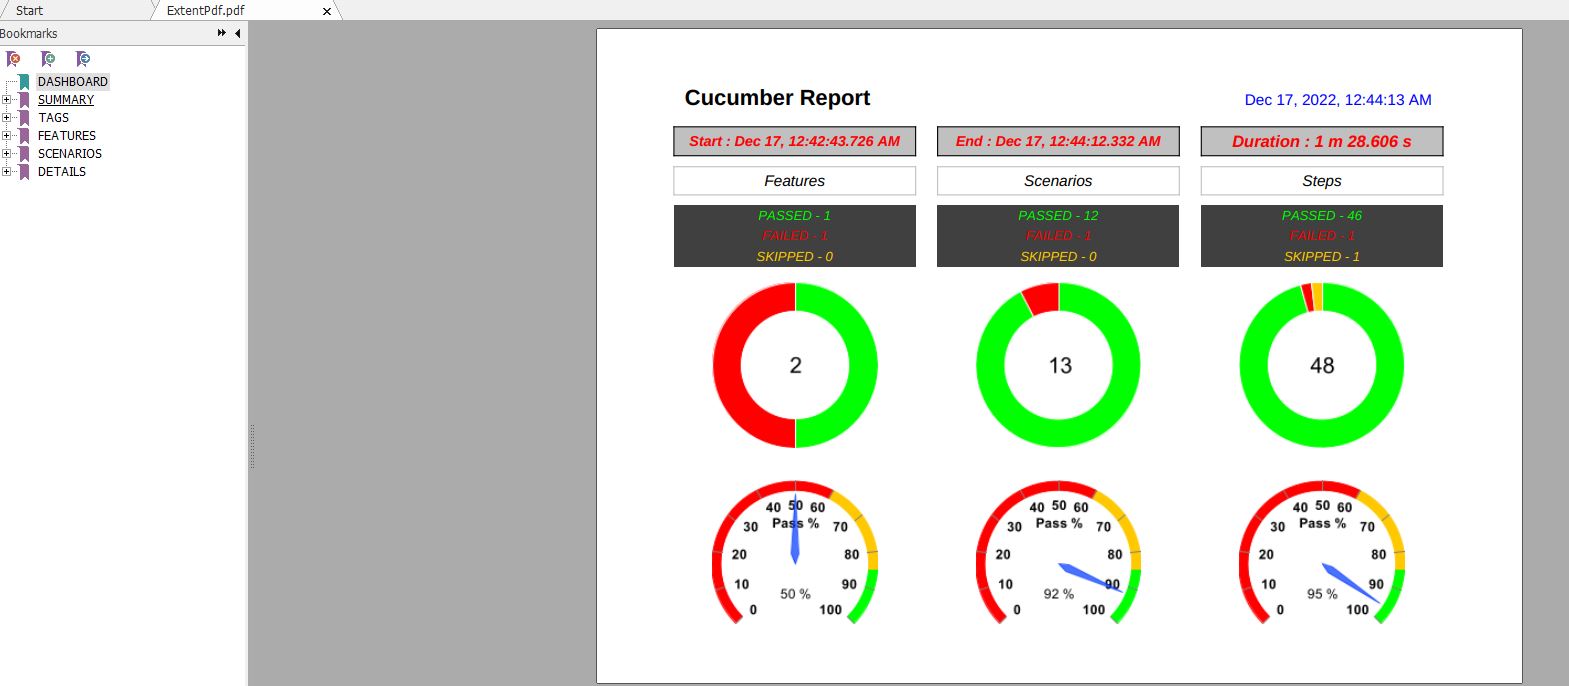 Start
ExtentPdf.pdf
Bookmarks
DASHBOARD
SUMMARY
TAGS
FEATURES
SCENARIOS
DETAILS
Cucumber Report
Dec 17, 2022, 12:44:13 AM
Start : Dec 17, 12:42:43.726 AM
End : Dec 17, 12:44:12.332 AM
Duration : 1 m 28.606 s
Features
Scenarios
Steps
PASSED - 1
FAILED - 1
SKIPPED - 0
PASSED - 12
FAILED - 1
SKIPPED - 0
PASSED - 46
FAILED - 1
SKIPPED - 1
2
13
48
0
10
20
30
40
50
60
70
80
90
100
Pass %
50 %
0
10
20
30
40
50
60
70
80
90
100
Pass %
92 %
0
10
20
30
40
50
60
70
80
90
100
Pass %
95 %